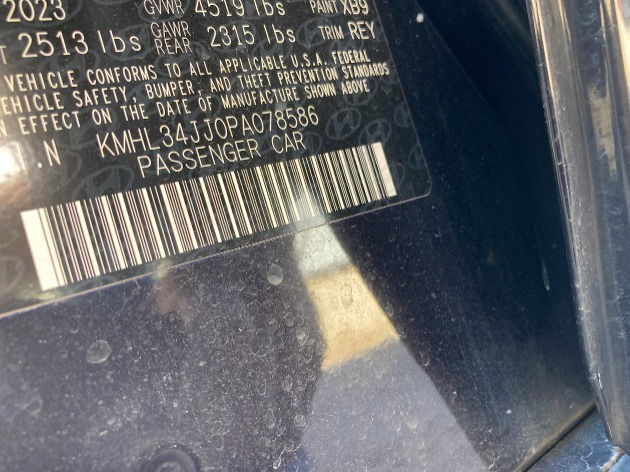 2023 GVWR 4519 lbs PAINT XB9
T 2513 lbs GAWR REAR 2315 lbs TRIM REY
VEHICLE CONFORMS TO ALL APPLICABLE U.S.A. FEDERAL
VEHICLE SAFETY, BUMPER, AND THEFT PREVENTION STANDARDS
N EFFECT ON THE DATE OF MANUFACTURE SHOWN ABOVE
N KMHL34JJ0PA078586
PASSENGER CAR